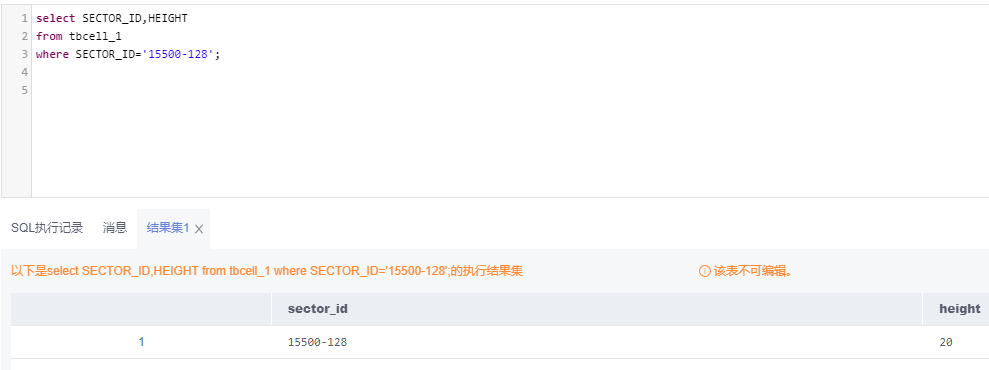 1 select SECTOR_ID,HEIGHT
2 from tbcell_1
3 where SECTOR_ID='15500-128';
4
5
SQL执行记录 消息 结果集1 X
以下是select SECTOR_ID,HEIGHT from tbcell_1 where SECTOR_ID='15500-128';的执行结果集 该表不可编辑。
sector_id height
1 15500-128 20